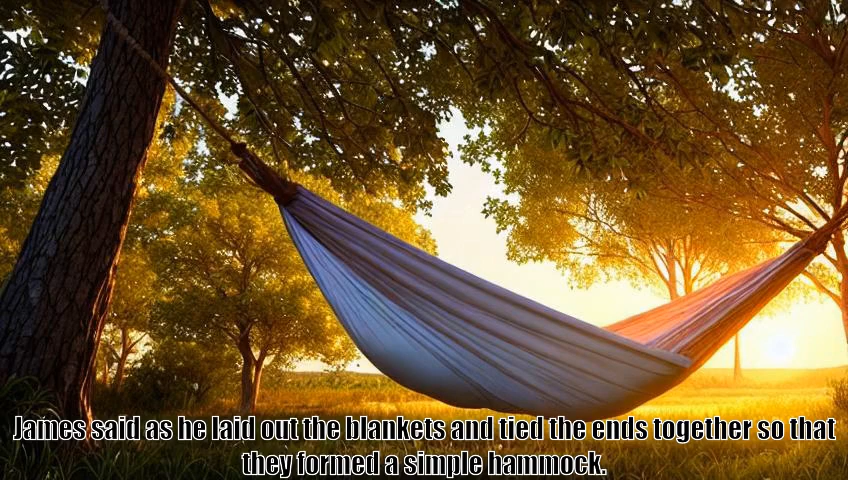 James said as he laid out the blankets and tied the ends together so that
they formed a simple hammock.